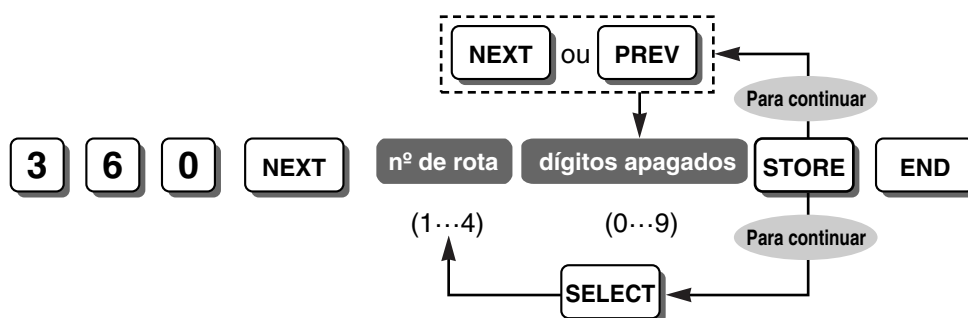 NEXT ou PREV
Para continuar
3 6 0 NEXT nº de rota dígitos apagados STORE END
(1···4) (0···9)
Para continuar
SELECT